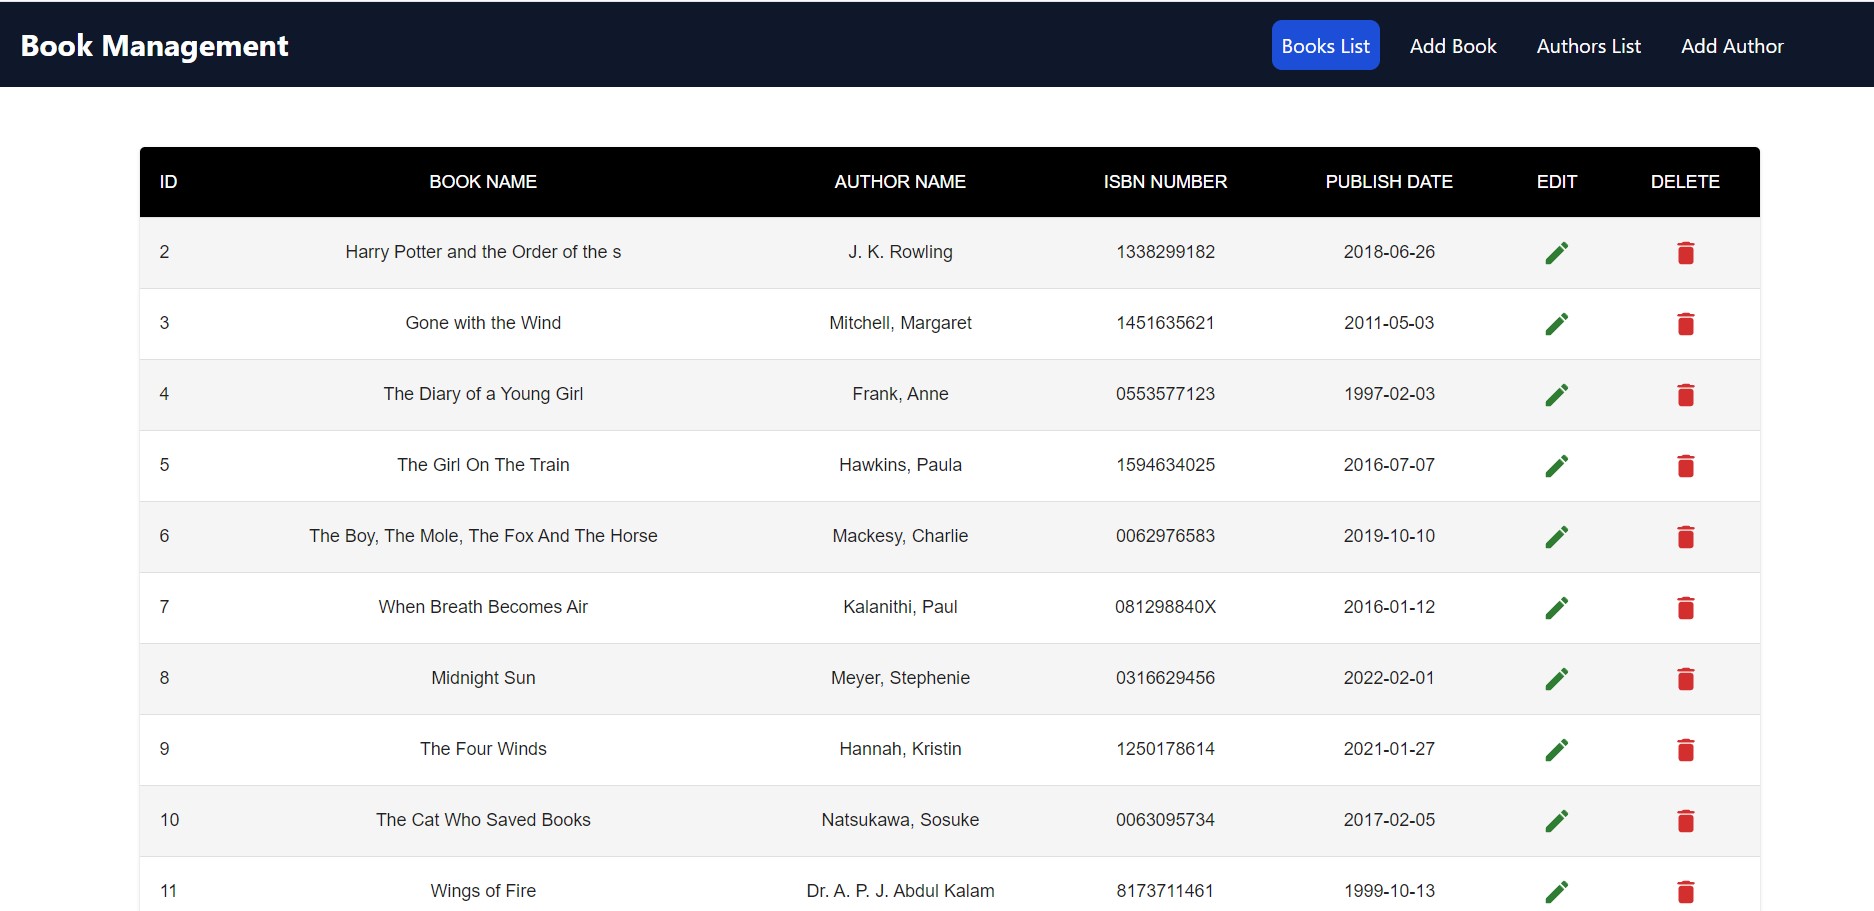 Book Management Books List Add Book Authors List Add Author
ID BOOK NAME AUTHOR NAME ISBN NUMBER PUBLISH DATE EDIT DELETE
2 Harry Potter and the Order of the s J. K. Rowling 1338299182 2018-06-26
3 Gone with the Wind Mitchell, Margaret 1451635621 2011-05-03
4 The Diary of a Young Girl Frank, Anne 0553577123 1997-02-03
5 The Girl On The Train Hawkins, Paula 1594634025 2016-07-07
6 The Boy, The Mole, The Fox And The Horse Mackesy, Charlie 0062976583 2019-10-10
7 When Breath Becomes Air Kalanithi, Paul 081298840X 2016-01-12
8 Midnight Sun Meyer, Stephenie 0316629456 2022-02-01
9 The Four Winds Hannah, Kristin 1250178614 2021-01-27
10 The Cat Who Saved Books Natsukawa, Sosuke 0063095734 2017-02-05
11 Wings of Fire Dr. A. P. J. Abdul Kalam 8173711461 1999-10-13